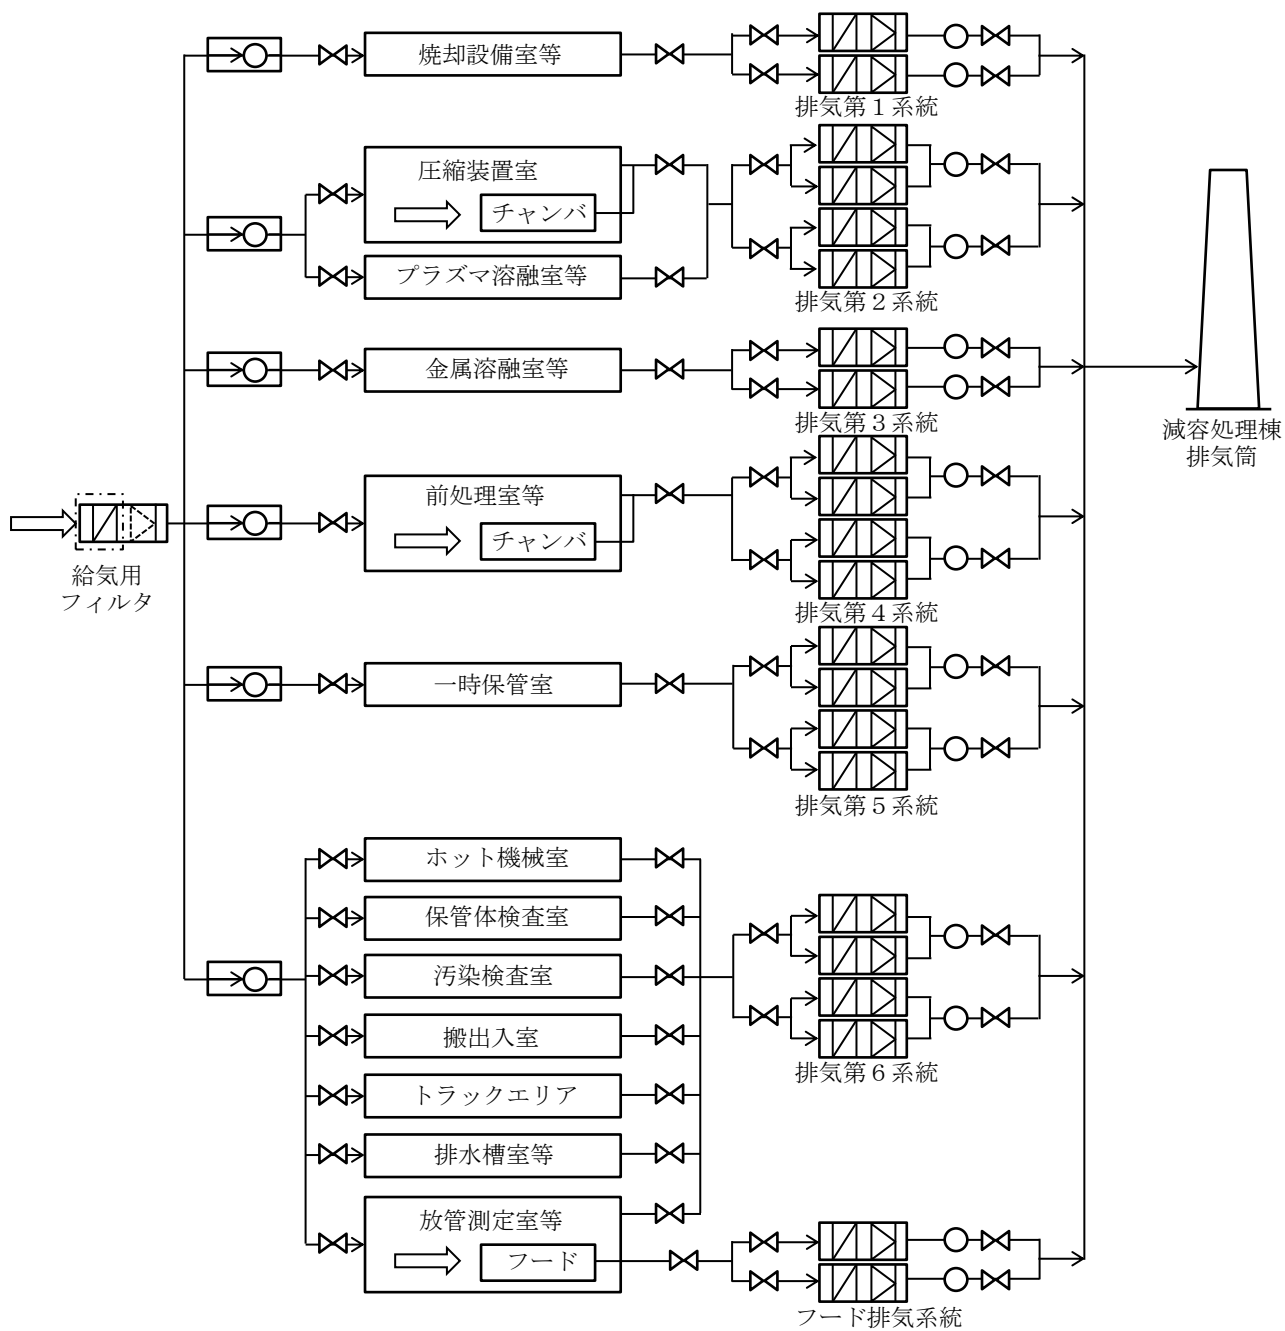 焼却設備室等
排気第１系統
圧縮装置室
チャンバ
プラズマ溶融室等
排気第２系統
金属溶融室等
排気第３系統
減容処理棟
排気筒
前処理室等
チャンバ
給気用
フィルタ
排気第４系統
一時保管室
排気第５系統
ホット機械室
保管体検査室
汚染検査室
搬出入室
排気第６系統
トラックエリア
排水槽室等
放管測定室等
フード
フード排気系統